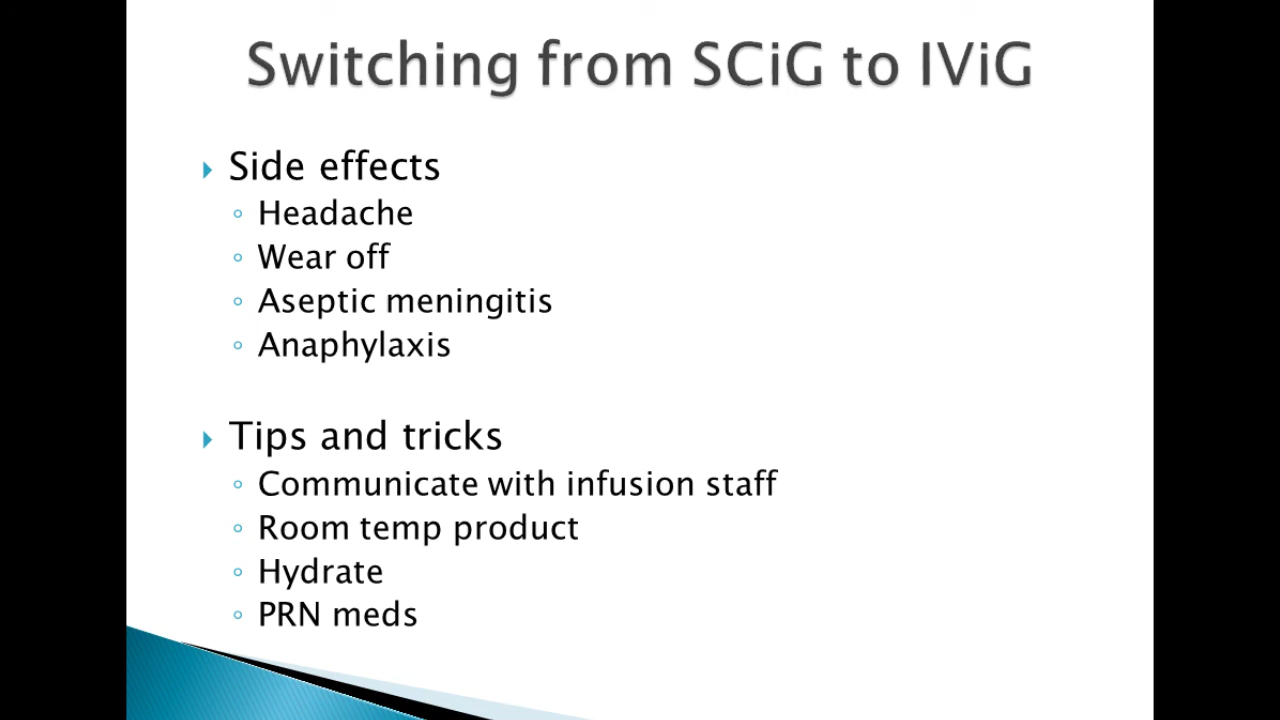 Switching from SCiG to IViG
Side effects
Headache
Wear off
Aseptic meningitis
Anaphylaxis
Tips and tricks
Communicate with infusion staff
Room temp product
Hydrate
PRN meds